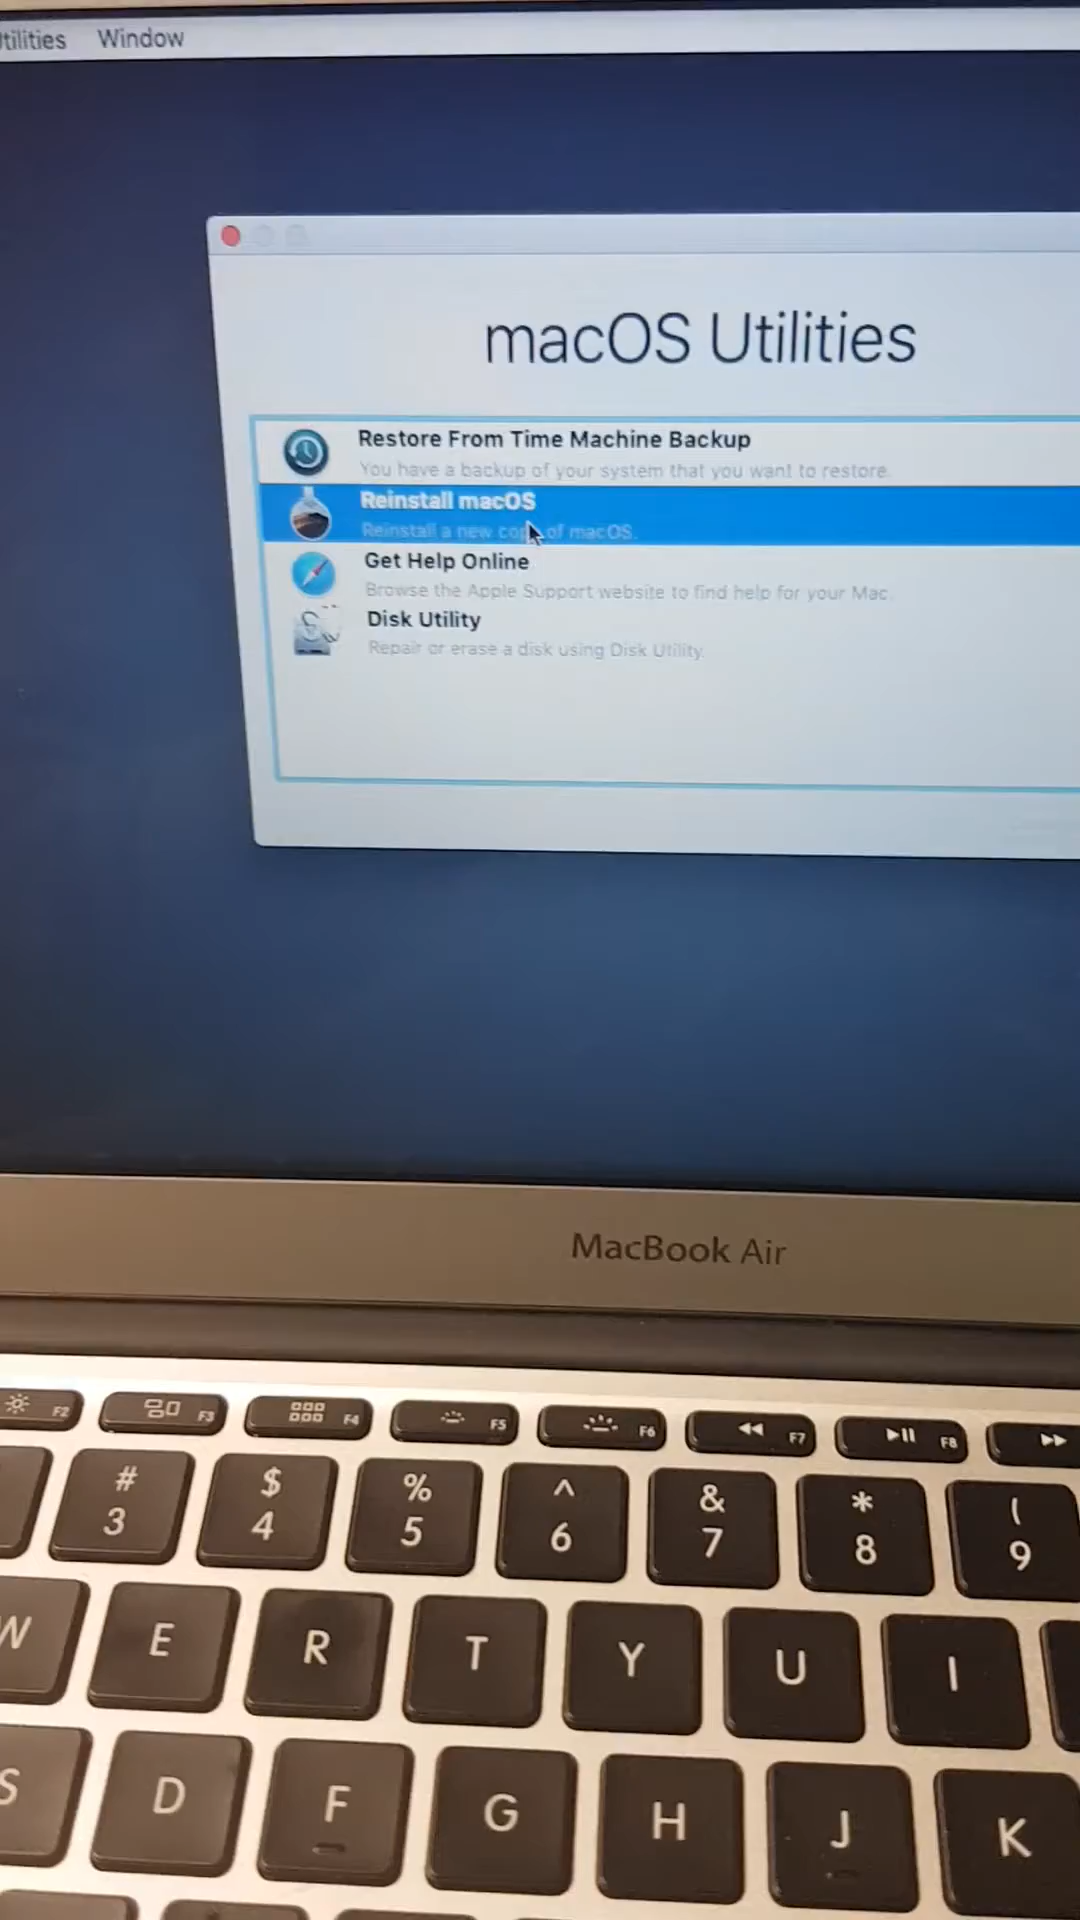 Utilities Window
macOS Utilities
Restore From Time Machine Backup
You have a backup of your system that you want to restore.
Reinstall macOS
Reinstall a new copy of macOS.
Get Help Online
Browse the Apple Support website to find help for your Mac.
Disk Utility
Repair or erase a disk using Disk Utility.
MacBook Air
F2 F3 F4 F5 F6 F7 F8
# $ % ^ & * (
3 4 5 6 7 8 9
W E R T Y U I
S D F G H J K